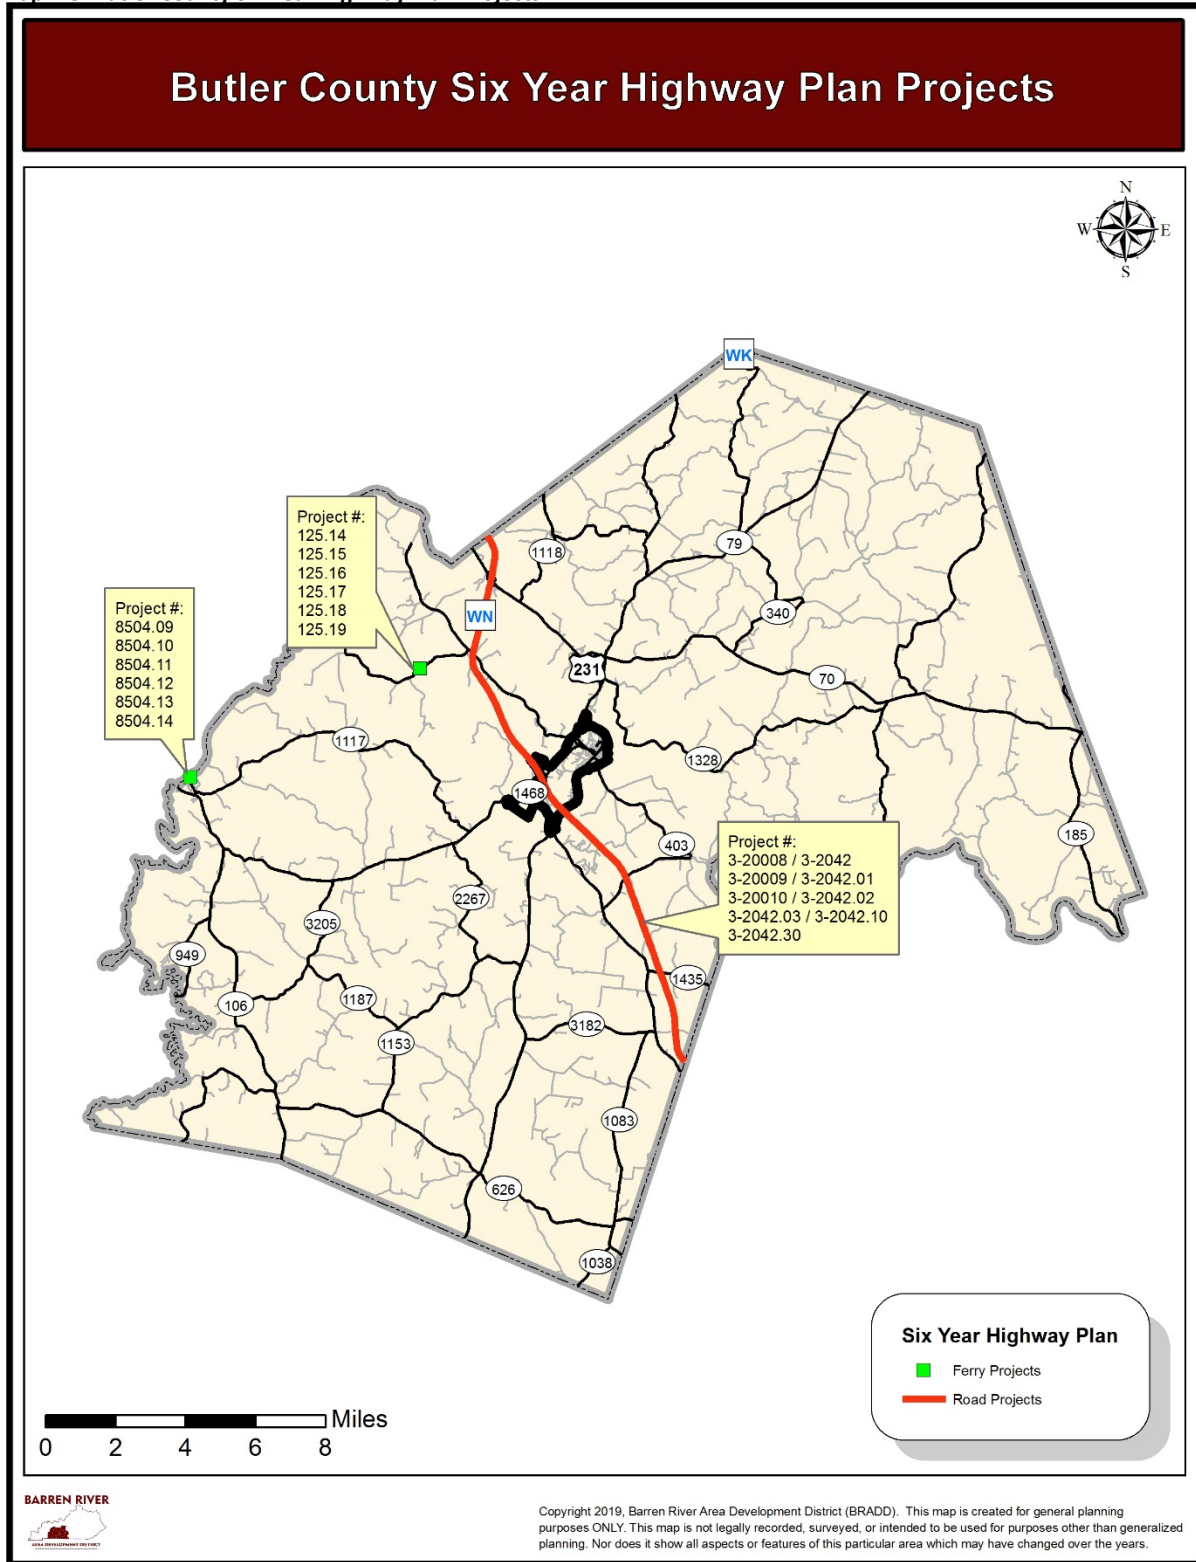 Butler County Six Year Highway Plan Projects
N
W
E
S
WK
Project #:
125.14
125.15
125.16
125.17
125.18
125.19
1118
79
WN
340
Project #:
8504.09
8504.10
8504.11
8504.12
8504.13
8504.14
231
70
1117
1328
1468
403
185
Project #:
3-20008 / 3-2042
3-20009 / 3-2042.01
3-20010 / 3-2042.02
3-2042.03 / 3-2042.10
3-2042.30
2267
3205
949
1435
106
1187
3182
1153
1083
626
1038
Six Year Highway Plan
Ferry Projects
Road Projects
Miles
0 2 4 6 8
BARREN RIVER
AREA DEVELOPMENT DISTRICT
Copyright 2019, Barren River Area Development District (BRADD). This map is created for general planning
purposes ONLY. This map is not legally recorded, surveyed, or intended to be used for purposes other than generalized
planning. Nor does it show all aspects or features of this particular area which may have changed over the years.